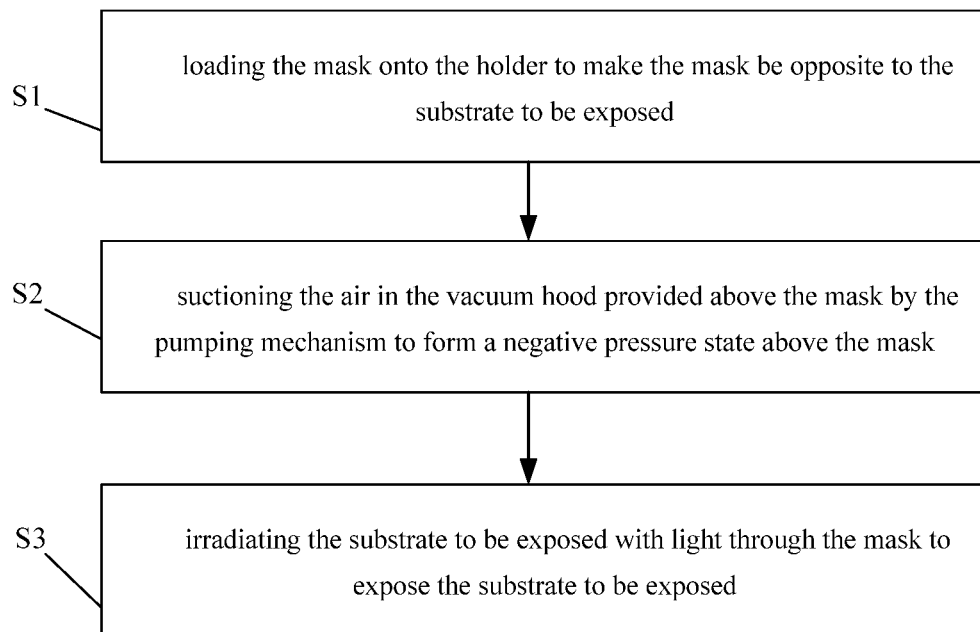 S1
loading the mask onto the holder to make the mask be opposite to the
substrate to be exposed
S2
suctioning the air in the vacuum hood provided above the mask by the
pumping mechanism to form a negative pressure state above the mask
S3
irradiating the substrate to be exposed with light through the mask to
expose the substrate to be exposed